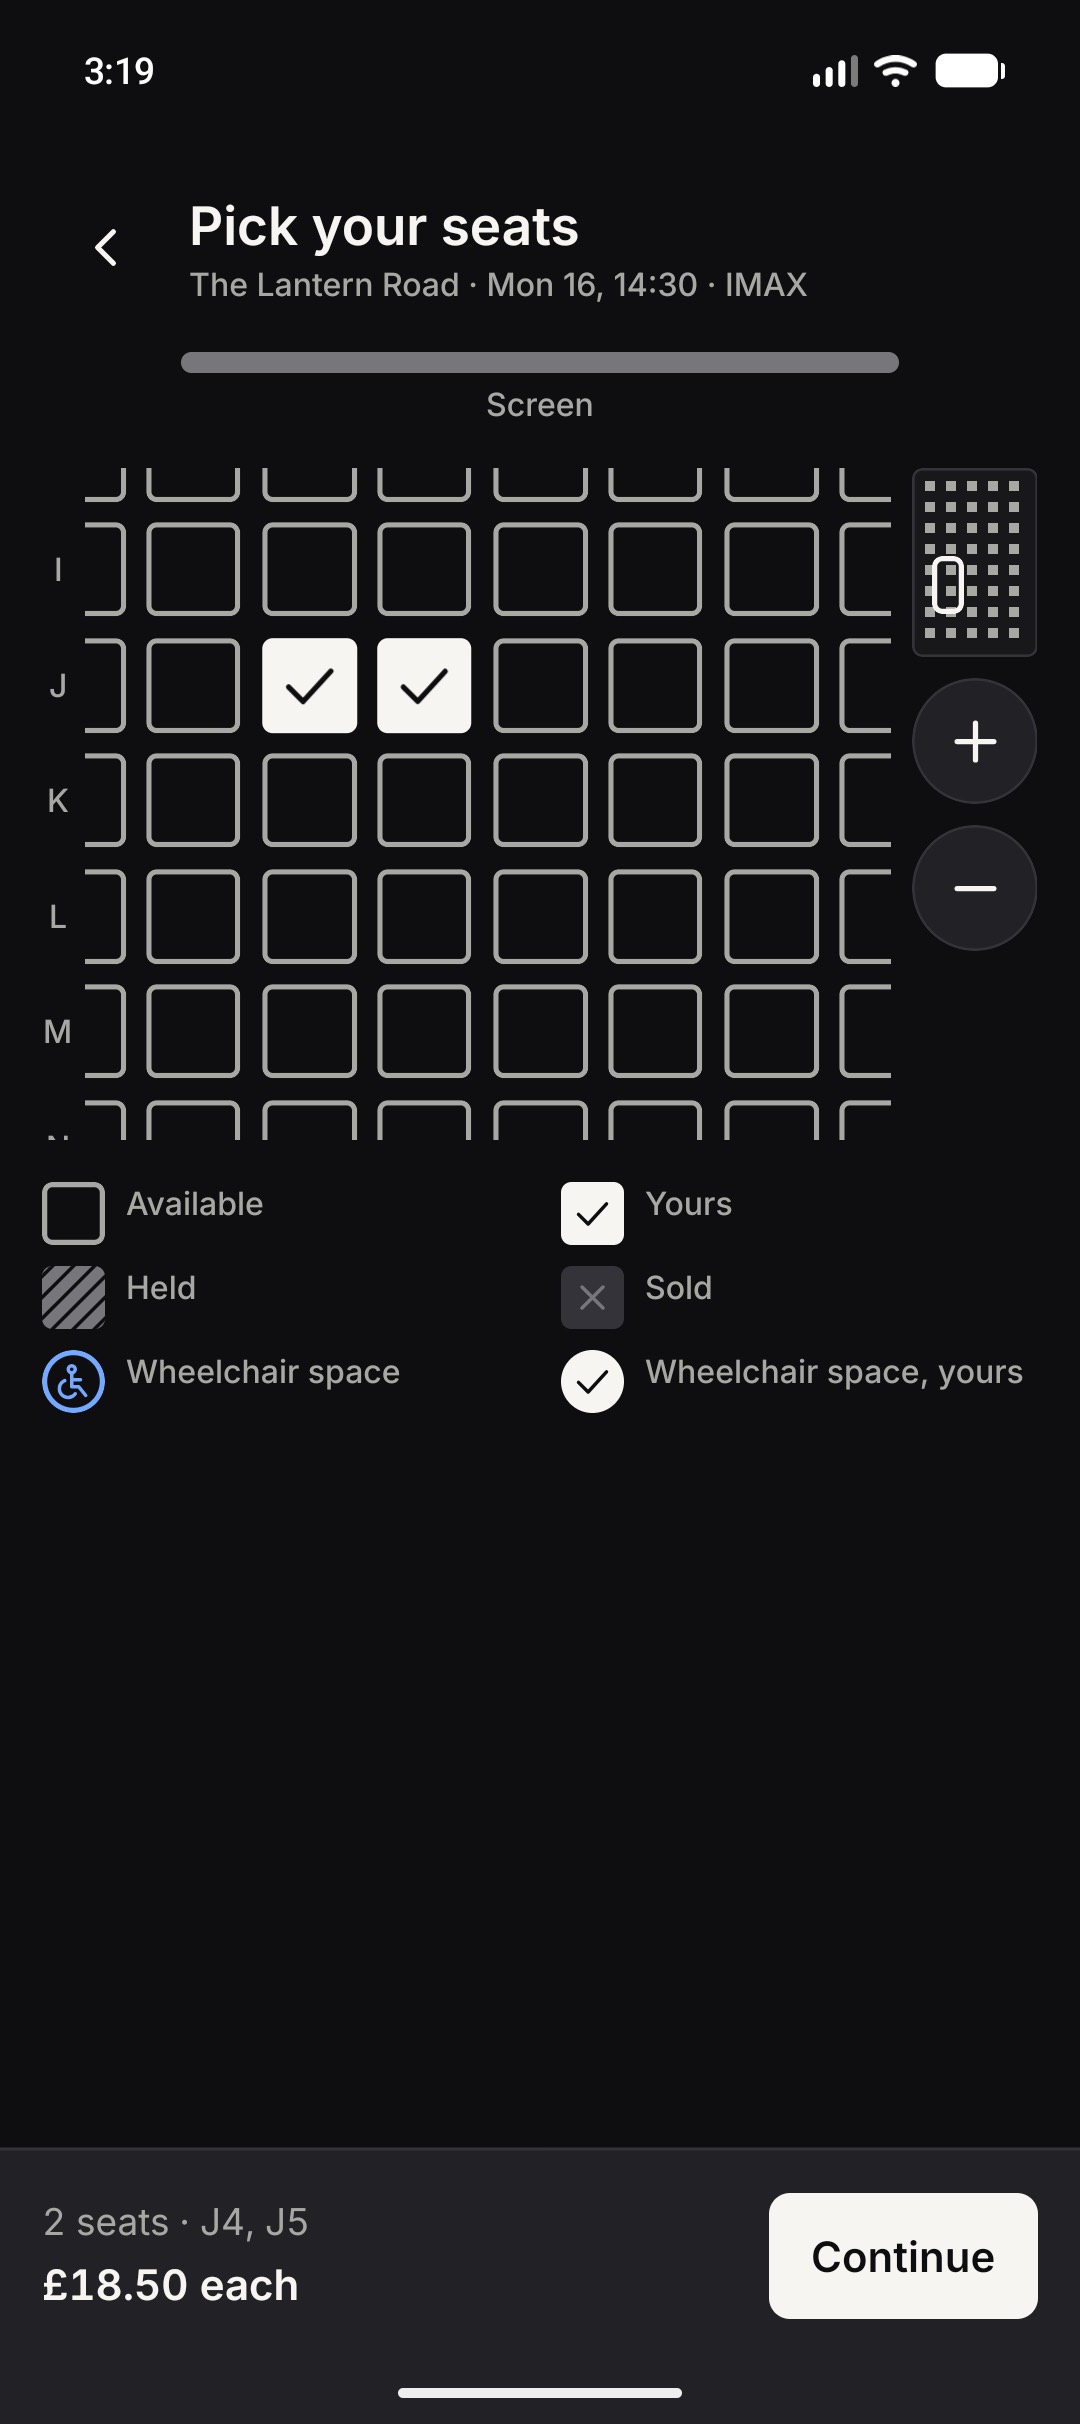 3:19
Pick your seats
The Lantern Road · Mon 16, 14:30 · IMAX
Screen
I
J
K
L
M
Available
Yours
Held
Sold
Wheelchair space
Wheelchair space, yours
2 seats · J4, J5
£18.50 each
Continue